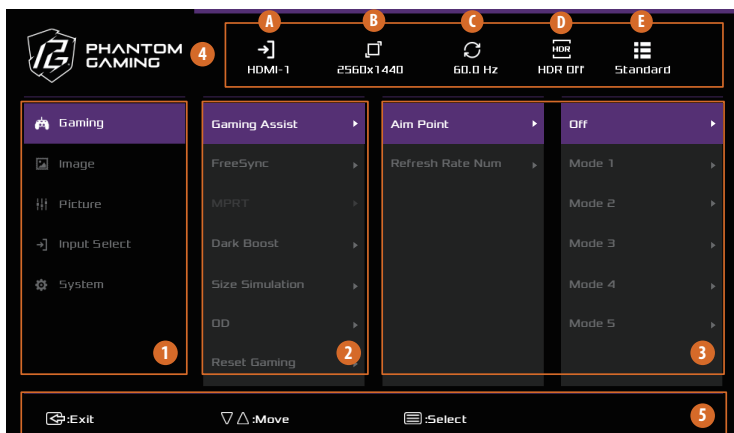 A B C D E
PHANTOM
GAMING
4
HDR
HDMI-1 2560x1440 60.0 Hz HDR Off Standard
Gaming Gaming Assist Aim Point Off
Image FreeSync Refresh Rate Num Mode 1
Picture MPRT Mode 2
Input Select Dark Boost Mode 3
System Size Simulation Mode 4
OD Mode 5
1 2 3
Reset Gaming
:Exit :Move :Select 5